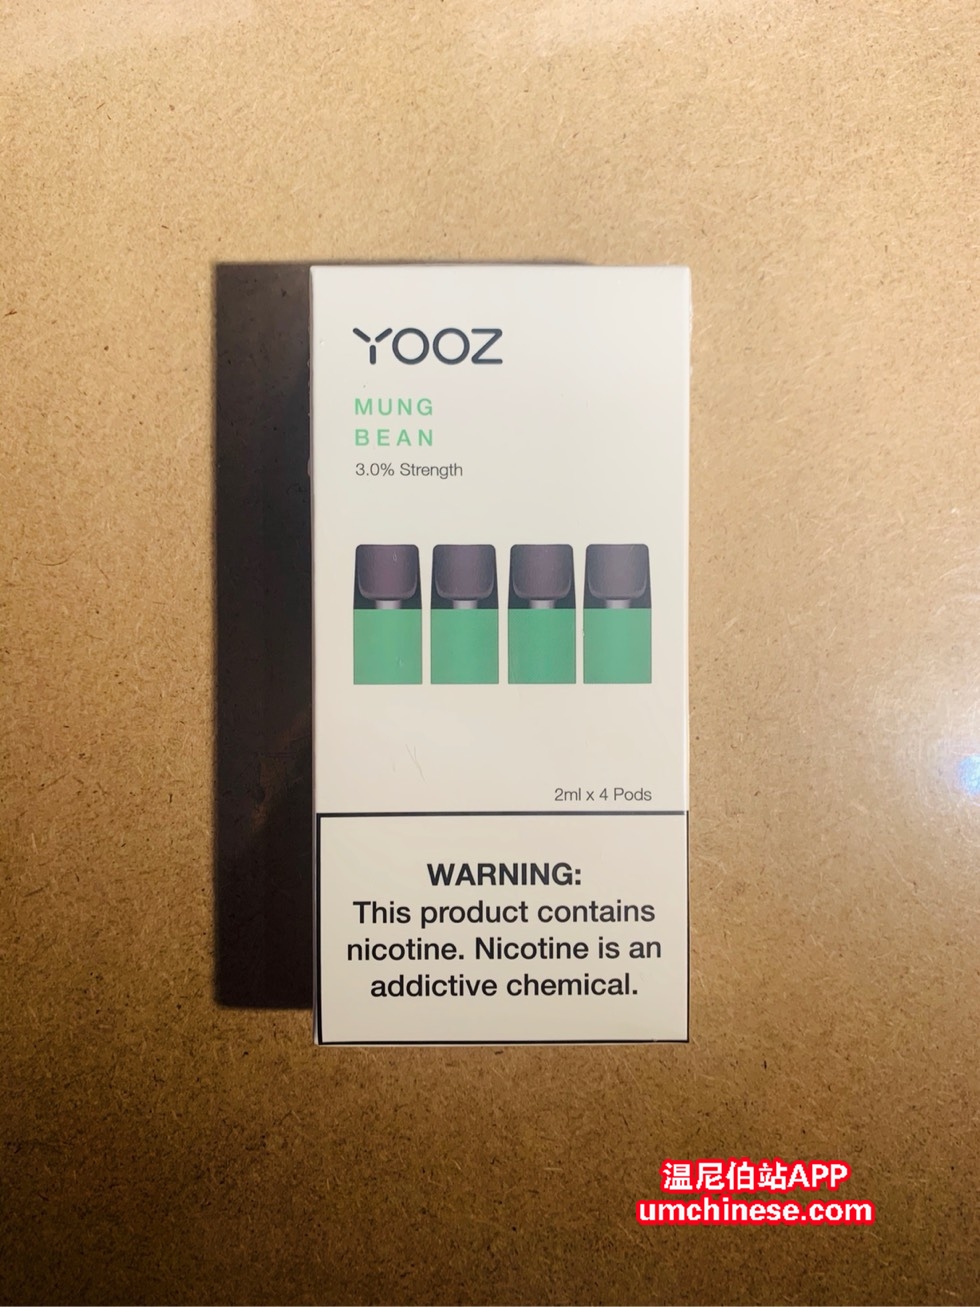 YOOZ
MUNG
BEAN
3.0% Strength
2ml x 4 Pods
WARNING:
This product contains
nicotine. Nicotine is an
addictive chemical.
温尼伯站APP
umchinese.com